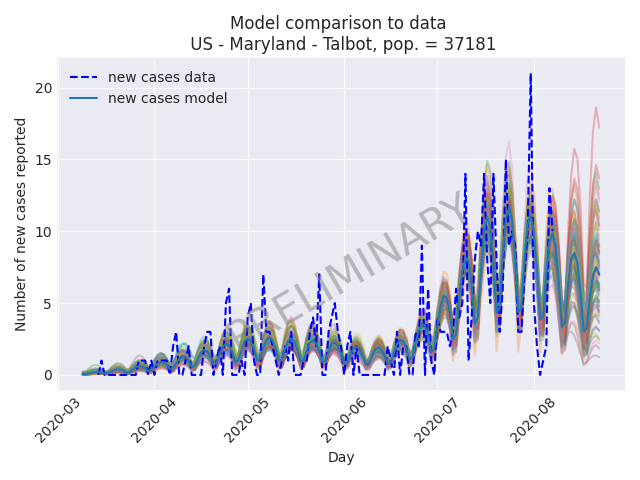 Model comparison to data
US - Maryland - Talbot, pop. = 37181
new cases data
new cases model
PRELIMINARY
Number of new cases reported
20
15
10
5
0
2020-03
2020-04
2020-05
2020-06
2020-07
2020-08
Day